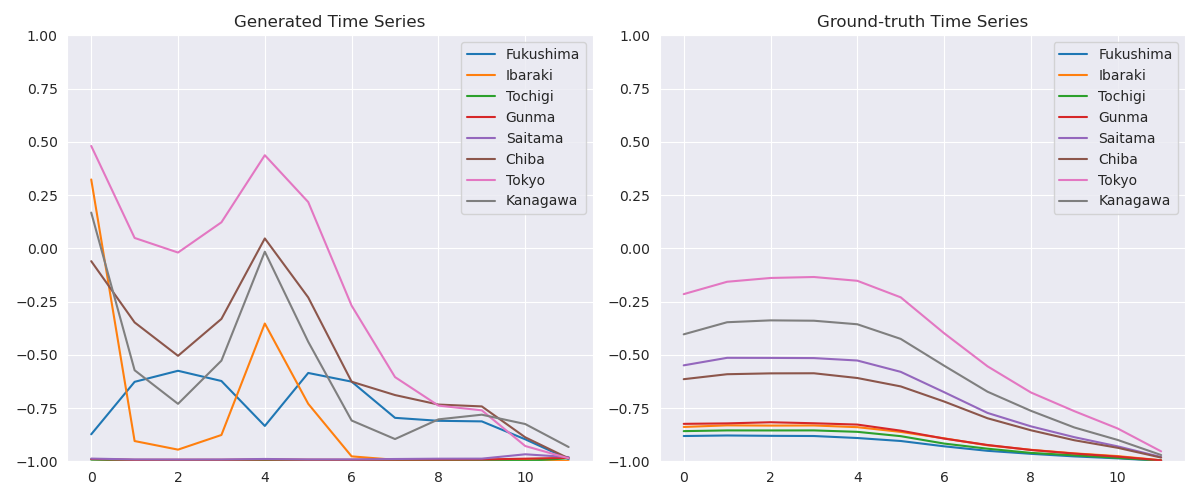 Generated Time Series
1.00
0.75
0.50
0.25
0.00
−0.25
−0.50
−0.75
−1.00
0 2 4 6 8 10
Fukushima
Ibaraki
Tochigi
Gunma
Saitama
Chiba
Tokyo
Kanagawa
Ground-truth Time Series
1.00
0.75
0.50
0.25
0.00
−0.25
−0.50
−0.75
−1.00
0 2 4 6 8 10
Fukushima
Ibaraki
Tochigi
Gunma
Saitama
Chiba
Tokyo
Kanagawa